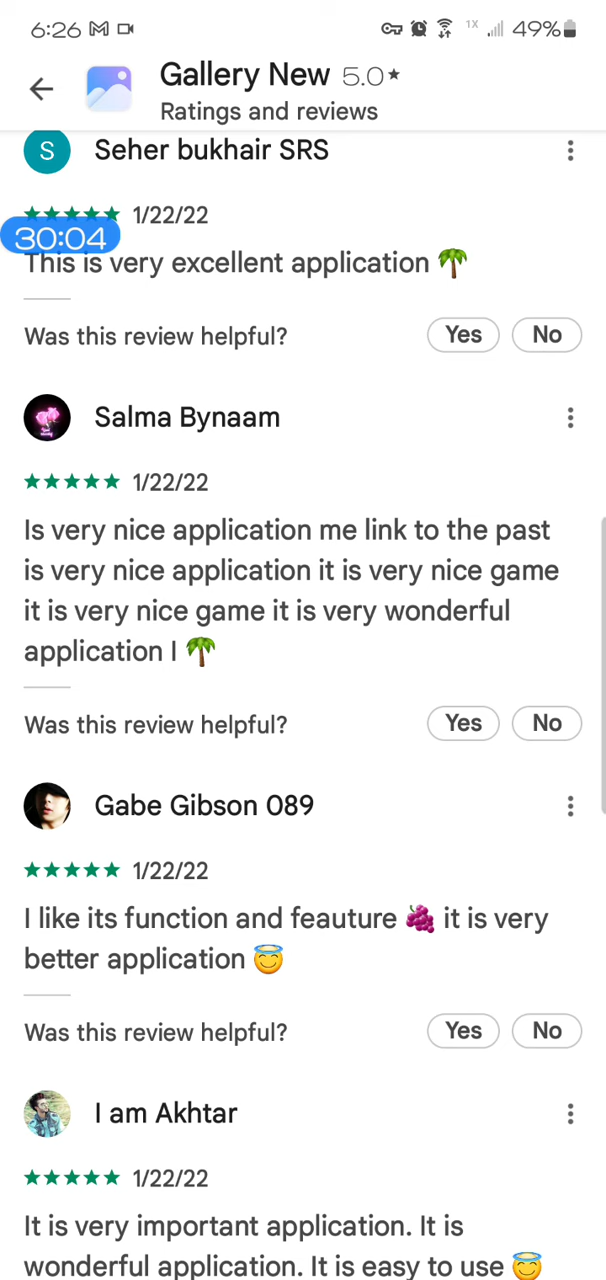 6:26
1X
49%
Gallery New 5.0★
Ratings and reviews
S
Seher bukhair SRS
★★★★★ 1/22/22
30:04
This is very excellent application 🌴
Was this review helpful? Yes No
Salma Bynaam
★★★★★ 1/22/22
Is very nice application me link to the past
is very nice application it is very nice game
it is very nice game it is very wonderful
application I 🌴
Was this review helpful? Yes No
Gabe Gibson 089
★★★★★ 1/22/22
I like its function and feauture 🍇 it is very
better application 😇
Was this review helpful? Yes No
I am Akhtar
★★★★★ 1/22/22
It is very important application. It is
wonderful application. It is easy to use 😇